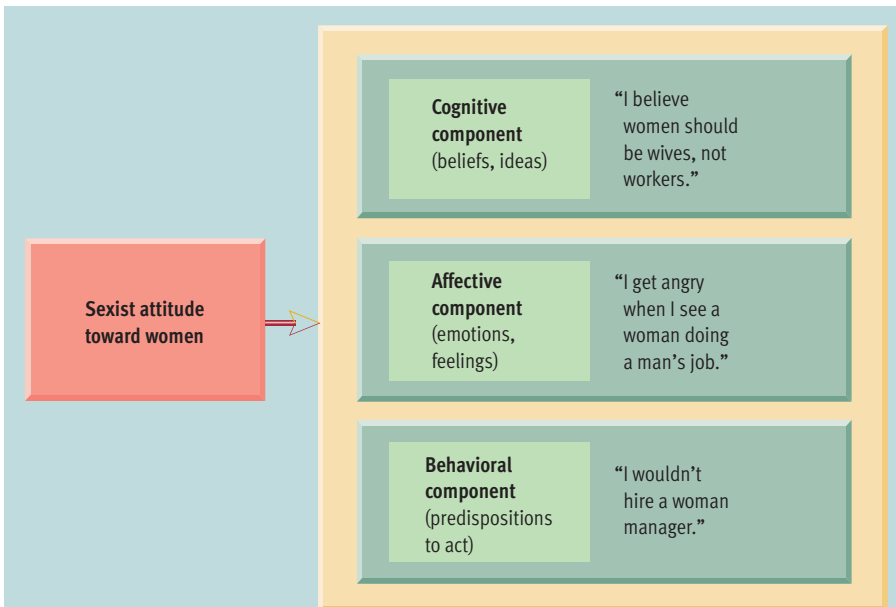 Sexist attitude
toward women
Cognitive
component
(beliefs, ideas)
“I believe
women should
be wives, not
workers.”
Affective
component
(emotions,
feelings)
“I get angry
when I see a
woman doing
a man’s job.”
Behavioral
component
(predispositions
to act)
“I wouldn’t
hire a woman
manager.”